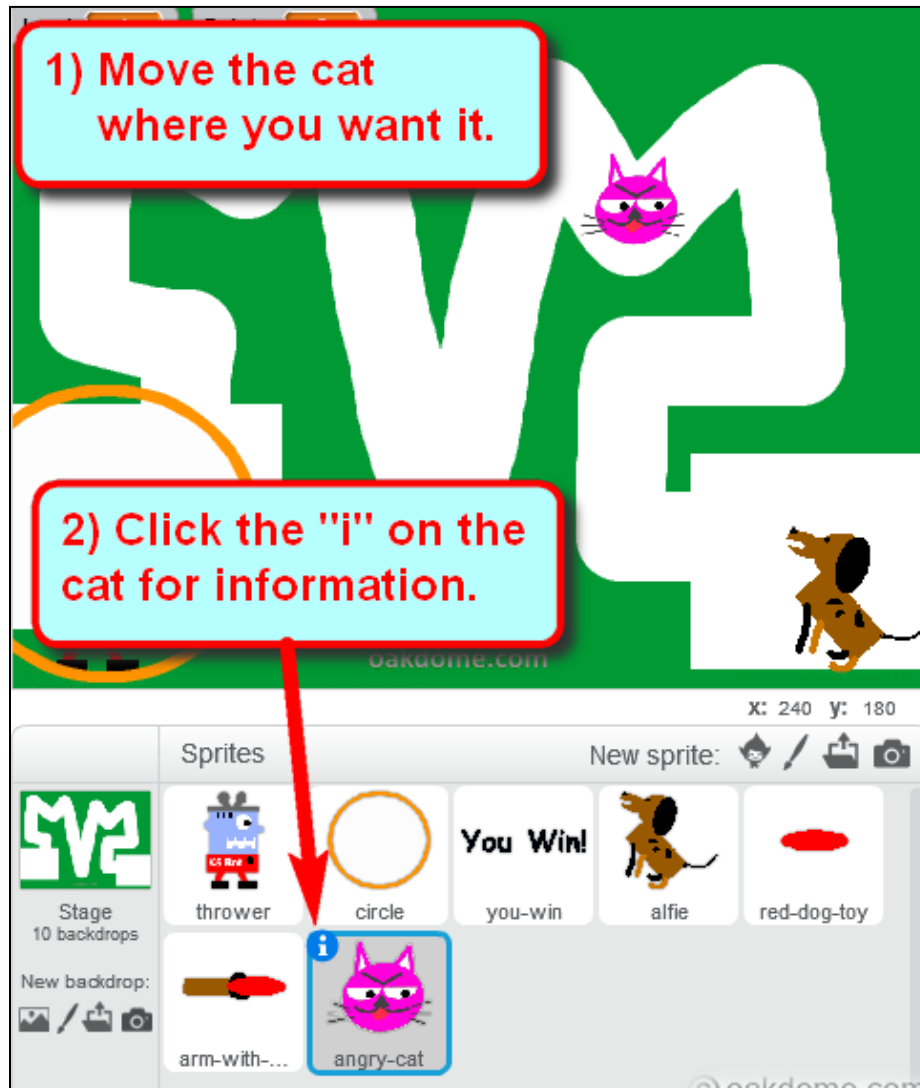 1) Move the cat
where you want it.
2) Click the "i" on the
cat for information.
oakdome.com
x: 240 y: 180
Sprites
New sprite:
You Win!
Stage
10 backdrops
thrower
circle
you-win
alfie
red-dog-toy
New backdrop:
i
arm-with-...
angry-cat
oakdome.com